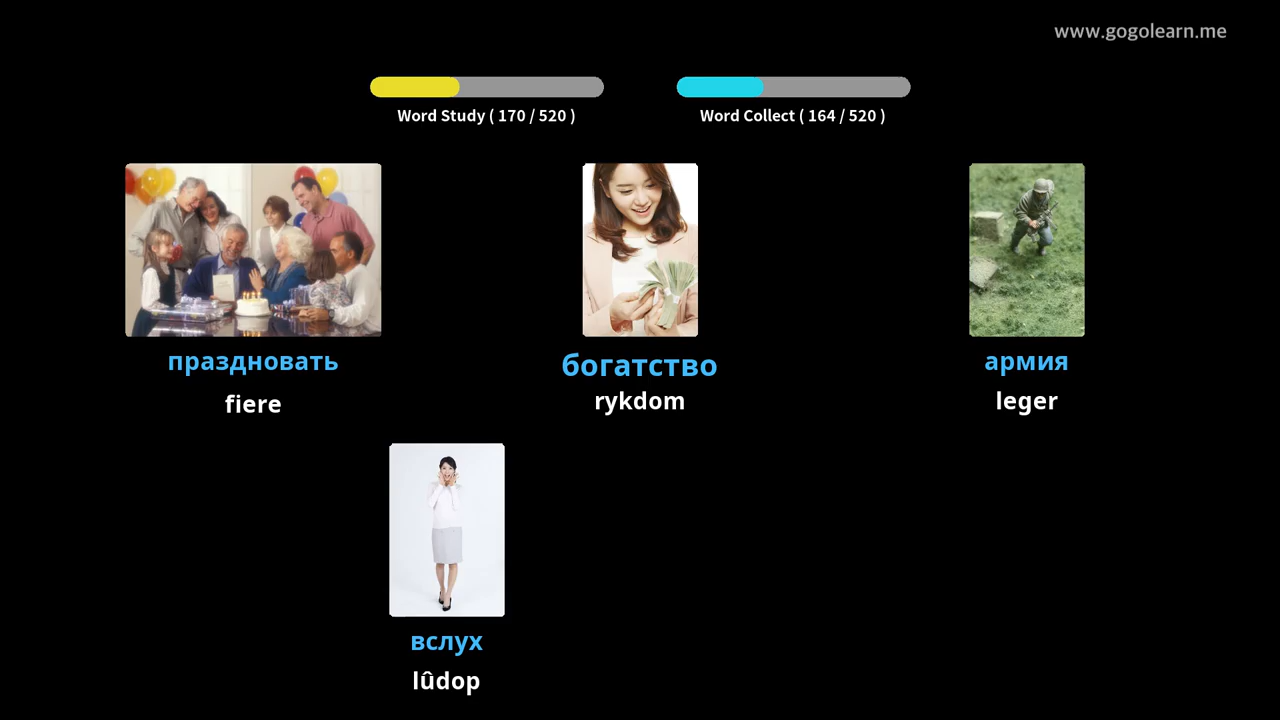 www.gogolearn.me
Word Study ( 170 / 520 )
Word Collect ( 164 / 520 )
праздновать
fiere
богатство
rykdom
армия
leger
вслух
lûdop